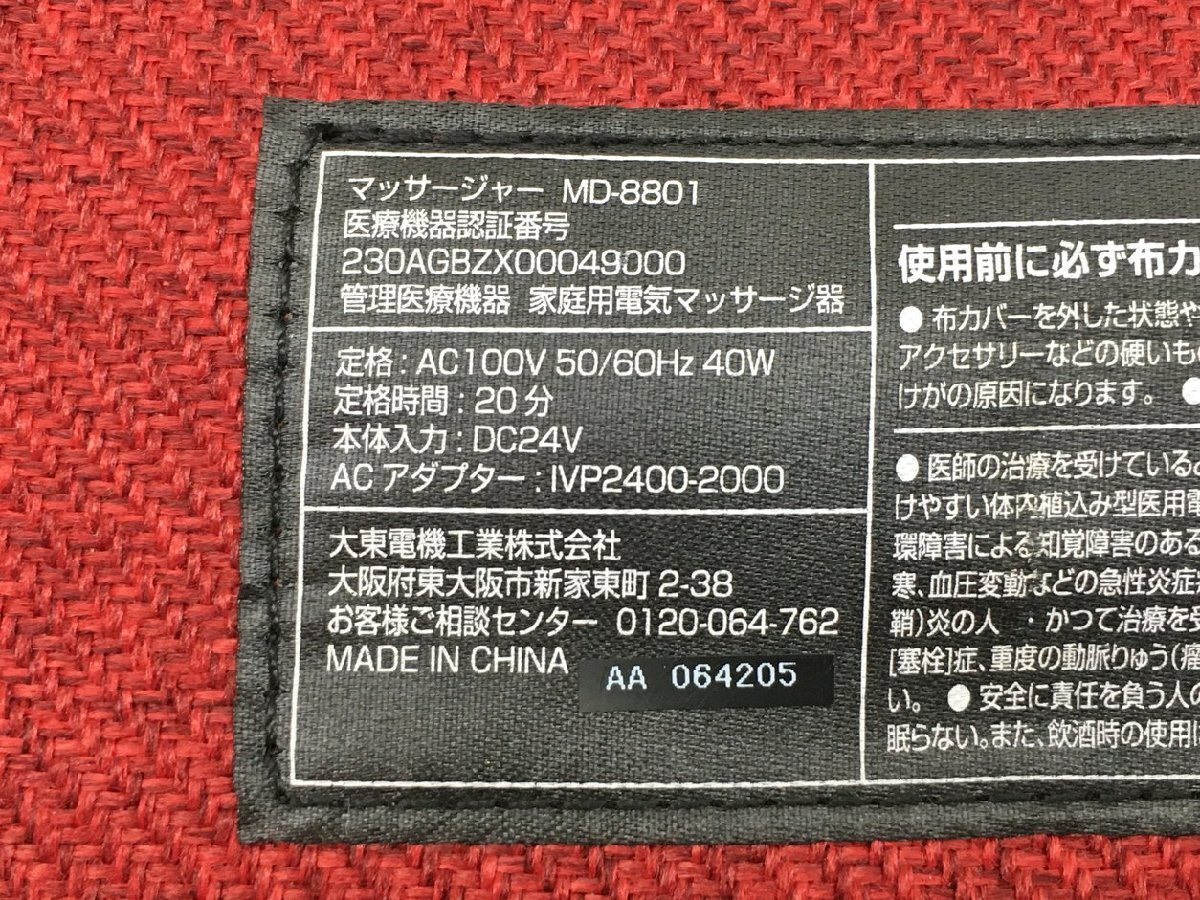 マッサージャー MD-8801
医療機器認証番号
230AGBZX00049000
管理医療機器 家庭用電気マッサージ器
定格 : AC100V 50/60Hz 40W
定格時間 : 20分
本体入力 : DC24V
ACアダプター : IVP2400-2000
大東電機工業株式会社
大阪府東大阪市新家東町2-38
お客様ご相談センター 0120-064-762
MADE IN CHINA
AA 064205
使用前に必ず布カ
● 布カバーを外した状態や
アクセサリーなどの硬いもの
けがの原因になります。 ●
● 医師の治療を受けているお
けやすい体内植込み型医用電
環障害による知覚障害のある
寒、血圧変動などの急性炎症
鞘)炎の人 ・かつて治療を受
[塞栓]症、重度の動脈りゅう(瘤
い。 ● 安全に責任を負う人の
眠らない。また、飲酒時の使用に